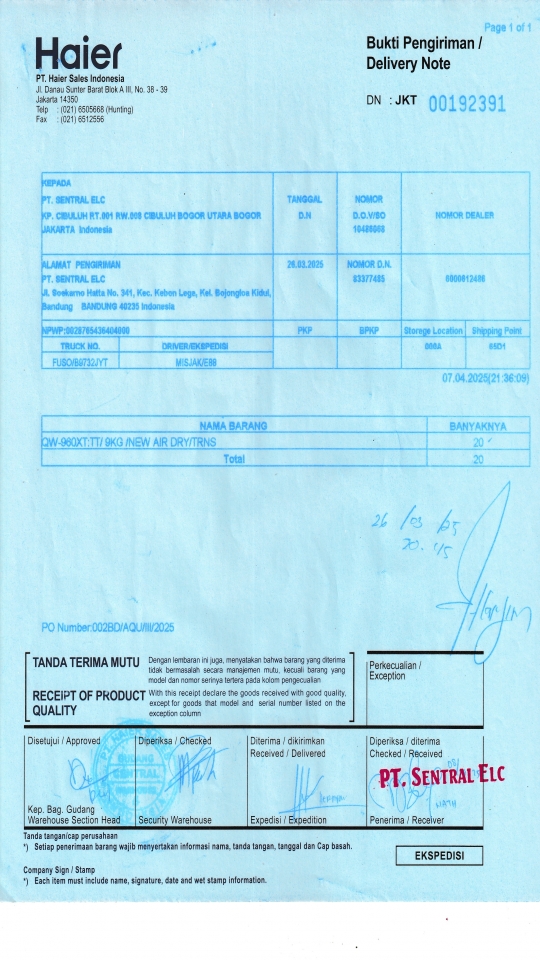 Page 1 of 1
Haier
Bukti Pengiriman /
Delivery Note
PT. Haier Sales Indonesia
Jl. Danau Sunter Barat Blok A III, No. 38 - 39
Jakarta 14350
Telp : (021) 6505668 (Hunting)
Fax : (021) 6512556
DN : JKT 00192391
KEPADA
PT. SENTRAL ELC
KP. CIBULUH RT.001 RW.008 CIBULUH BOGOR UTARA BOGOR
JAKARTA Indonesia
TANGGAL
D.N
NOMOR
D.O.V/SO
NOMOR DEALER
ALAMAT PENGIRIMAN
PT. SENTRAL ELC
Jl. Soekarno Hatta No. 341, Kec. Kebon Lega, Kel. Bojongloa Kidul,
Bandung BANDUNG 40235 Indonesia
26.03.2025
NOMOR D.N.
83377485
PKP
BPKP
Storege Location
Shipping Point
TRUCK NO.
DRIVER/EKSPEDISI
FUSO/B9732/JYT
MISJAK/E88
07.04.2025(21:36:09)
NAMA BARANG
BANYAKNYA
QW-960XT:TT/ 9KG /NEW AIR DRY/TRNS
20
Total
20
26 /03 /25
20.45
PO Number:002BD/AQU/III/2025
TANDA TERIMA MUTU
Dengan lembaran ini juga, menyatakan bahwa barang yang diterima
tidak bermasalah secara manajemen mutu, kecuali barang yang
model dan nomor serinya tertera pada kolom pengecualian
RECEIPT OF PRODUCT
QUALITY
With this receipt declare the goods received with good quality,
except for goods that model and serial number listed on the
exception column
Perkecualian /
Exception
Disetujui / Approved
Diperiksa / Checked
Diterima / dikirimkan
Received / Delivered
Diperiksa / diterima
Checked / Received
GUDANG
CENTRAL
PT. SENTRAL ELC
Kep. Bag. Gudang
Warehouse Section Head
Security Warehouse
Expedisi / Expedition
Penerima / Receiver
Tanda tangan/cap perusahaan
*) Setiap penerimaan barang wajib menyertakan informasi nama, tanda tangan, tanggal dan Cap basah.
EKSPEDISI
Company Sign / Stamp
*) Each item must include name, signature, date and wet stamp information.